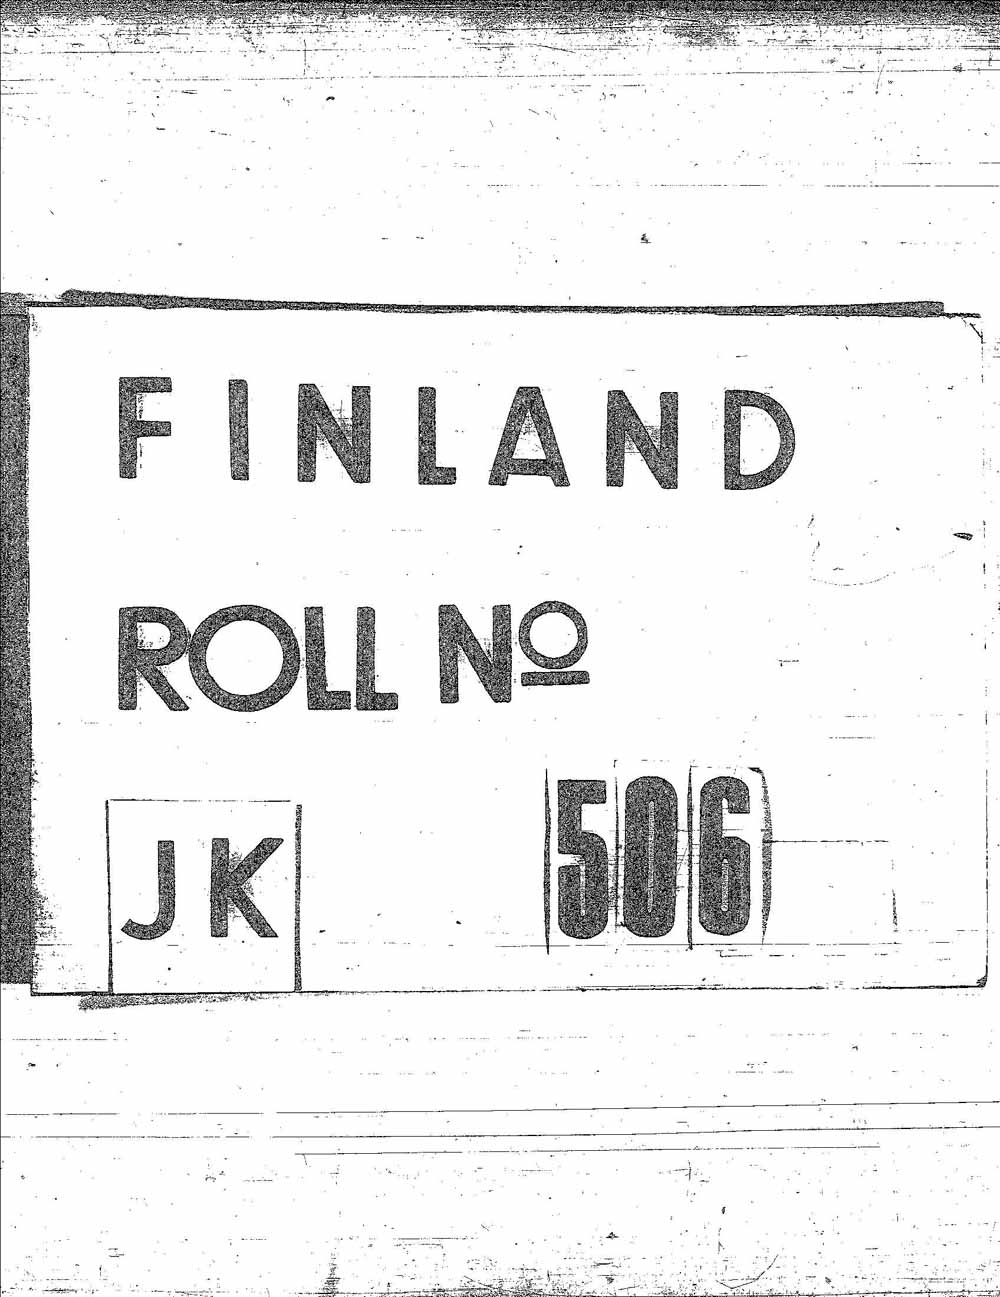 FINLAND
ROLL Nº
JK 506